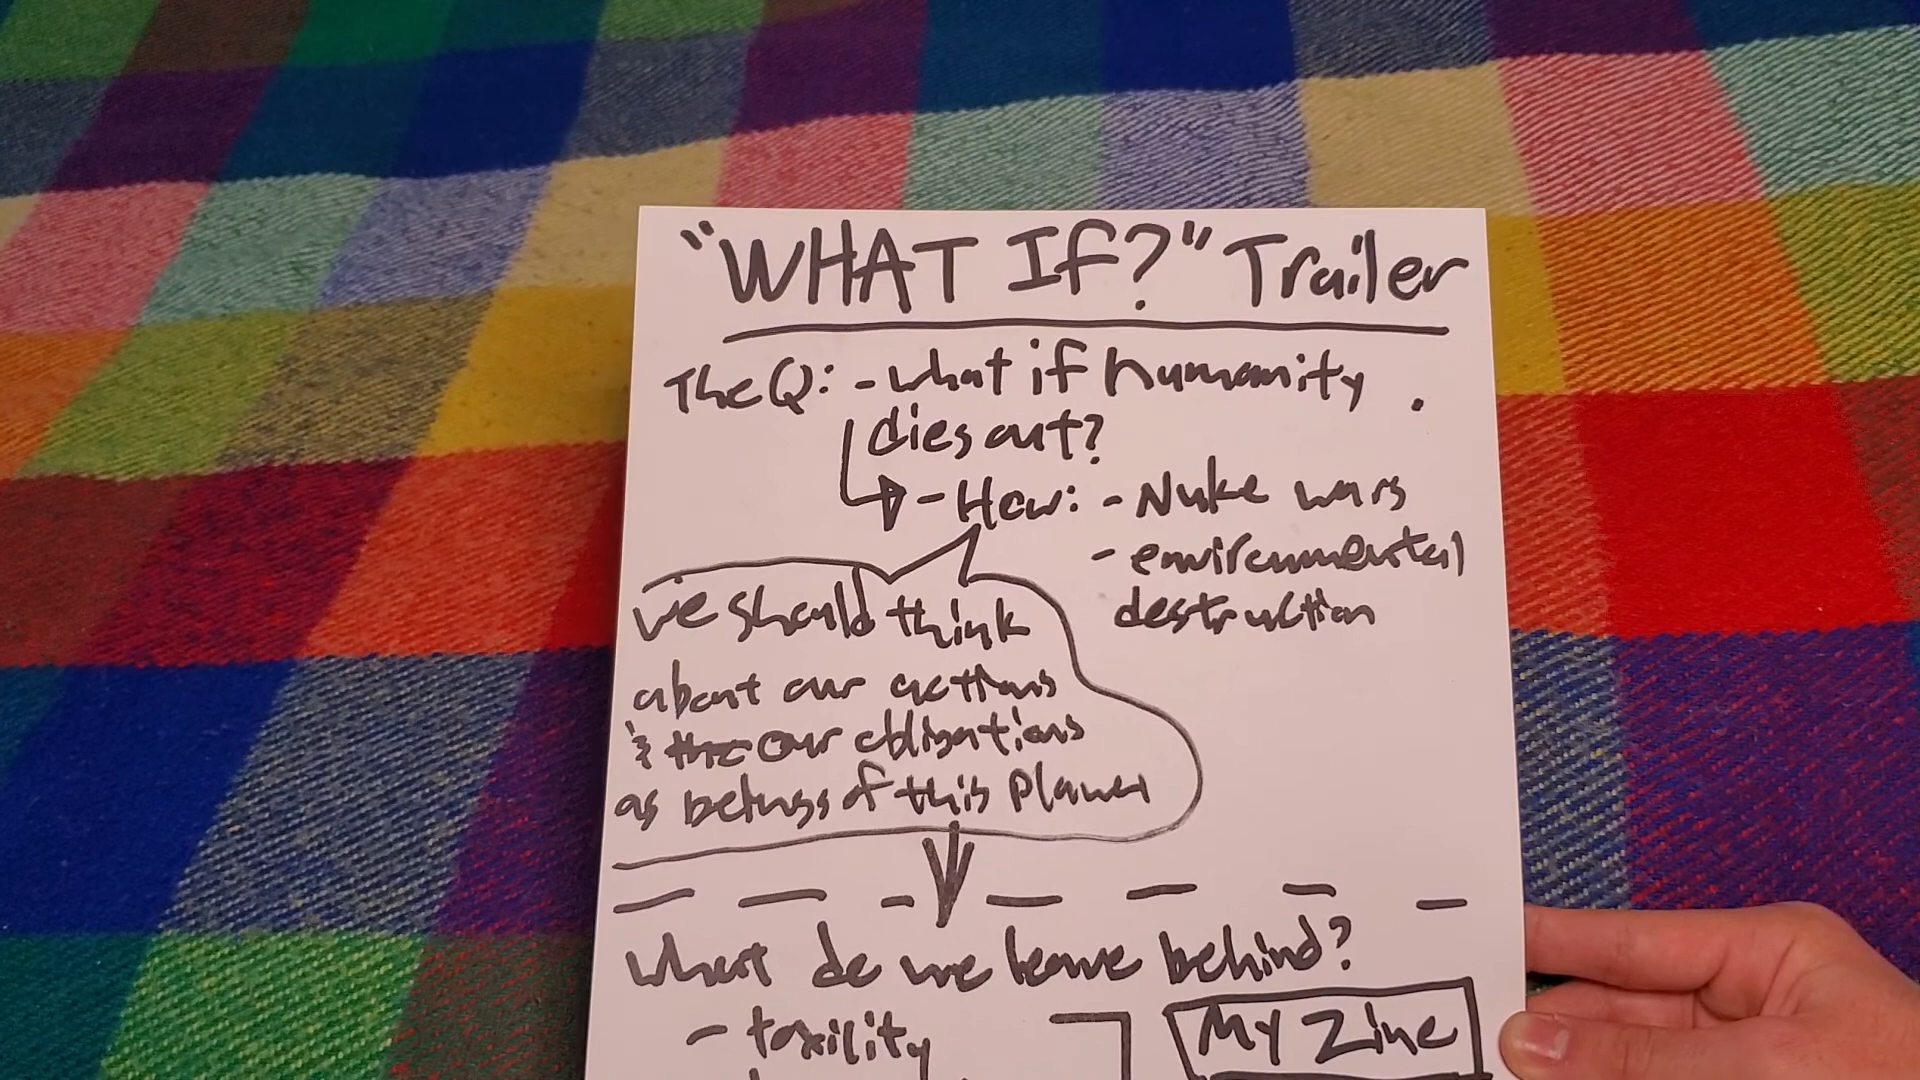 "WHAT If?" Trailer
The Q: - what if humanity
dies out?
- How: - Nuke wars
- environmental
destruction
we should think
about our actions
& the our obligations
as beings of this planet
what do we leave behind?
- toxicity
My Zine